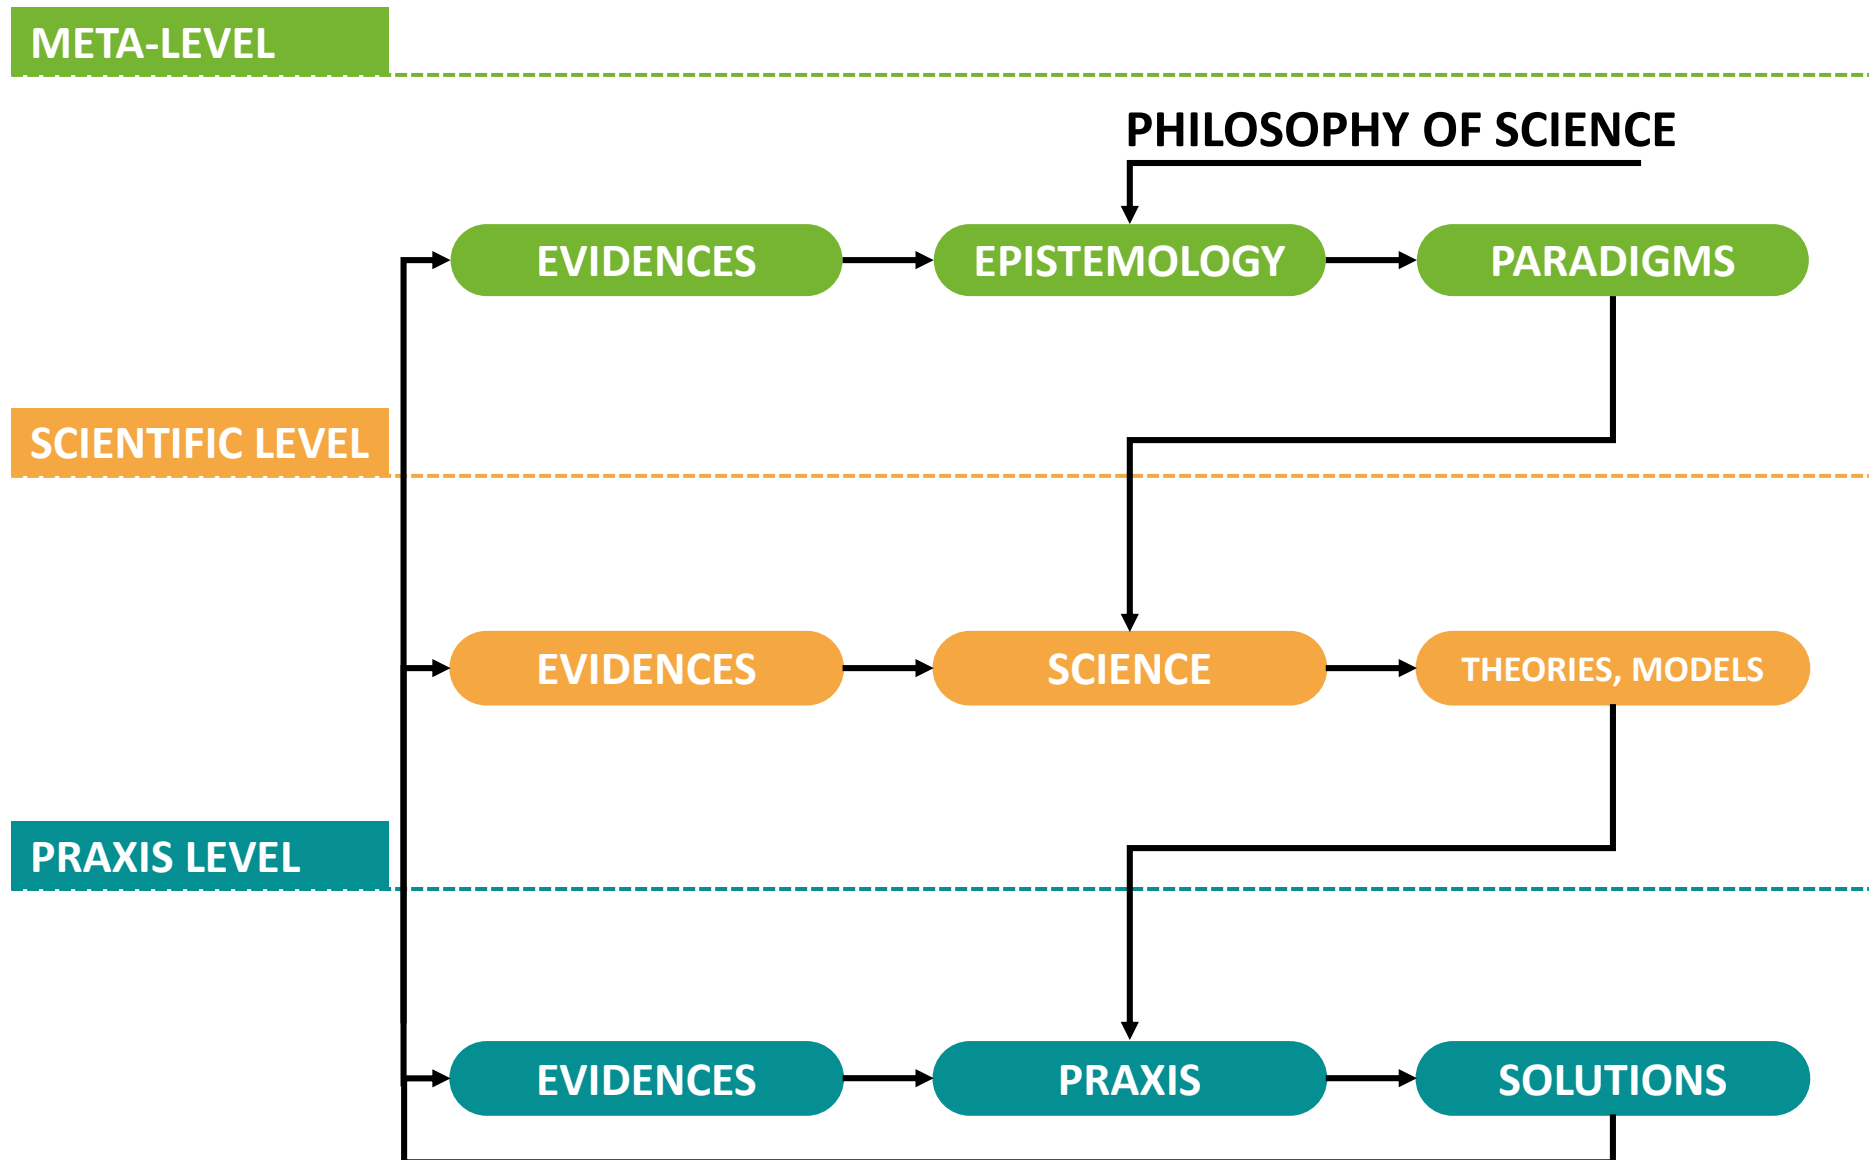 META-LEVEL
PHILOSOPHY OF SCIENCE
EVIDENCES
EPISTEMOLOGY
PARADIGMS
SCIENTIFIC LEVEL
EVIDENCES
SCIENCE
THEORIES, MODELS
PRAXIS LEVEL
EVIDENCES
PRAXIS
SOLUTIONS